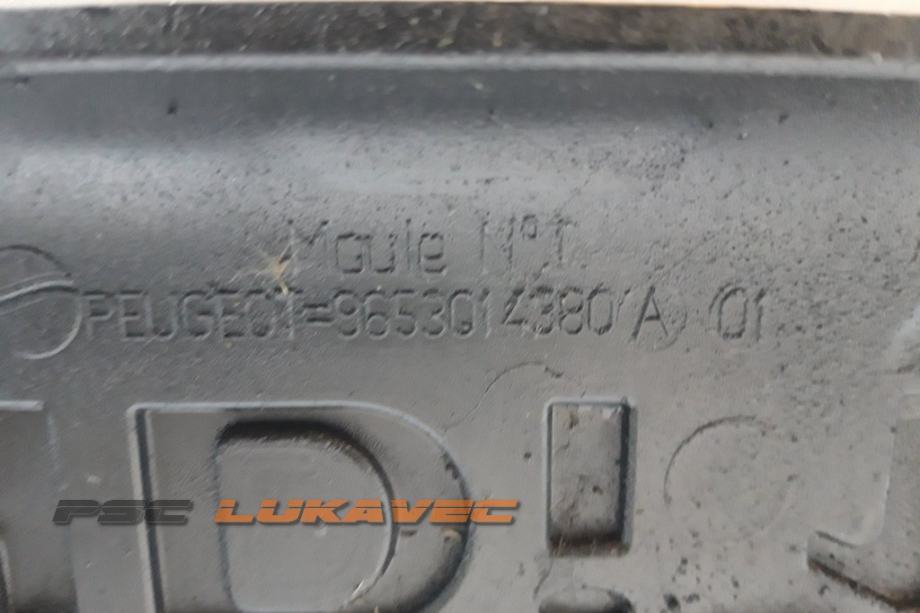 Moule N°1
PEUGEOT=9653014380 A 01
HDi
PSC LUKAVEC